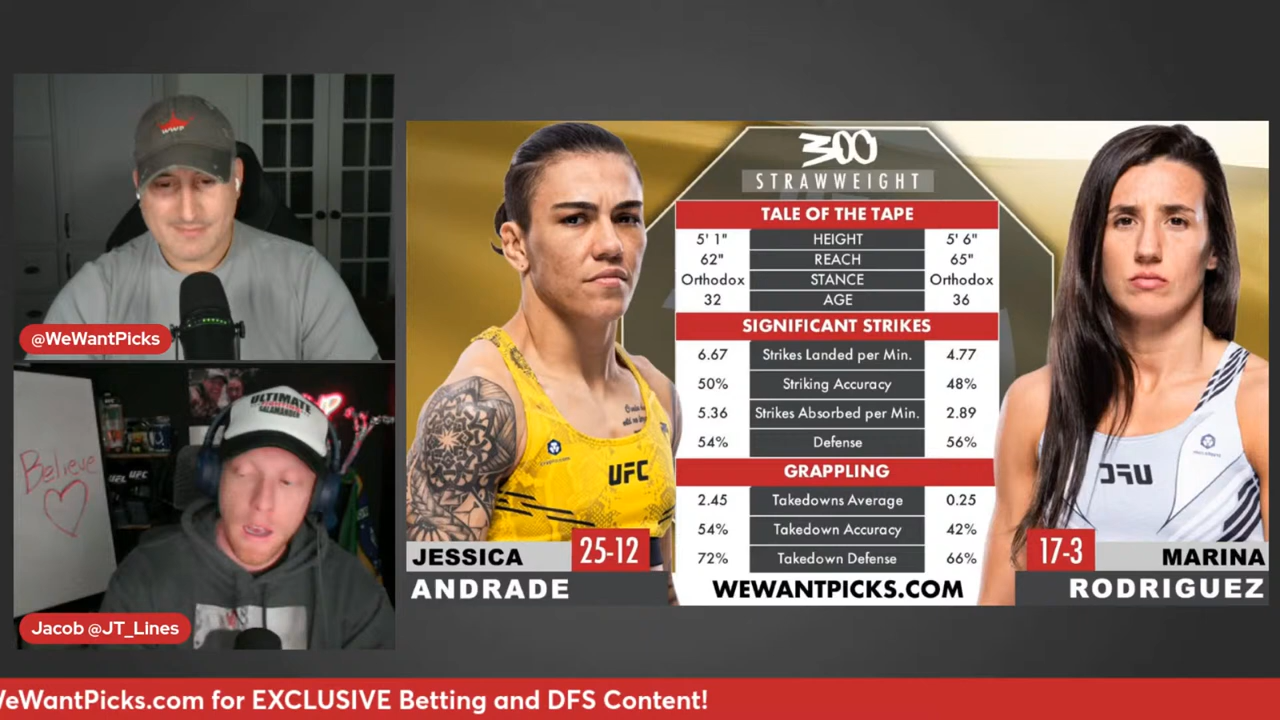 WWP
@WeWantPicks
ULTIMATE
SALAMANDER
Believe
UFC
Jacob @JT_Lines
300
STRAWWEIGHT
TALE OF THE TAPE
5' 1" HEIGHT 5' 6"
62" REACH 65"
Orthodox STANCE Orthodox
32 AGE 36
SIGNIFICANT STRIKES
6.67 Strikes Landed per Min. 4.77
50% Striking Accuracy 48%
5.36 Strikes Absorbed per Min. 2.89
54% Defense 56%
GRAPPLING
2.45 Takedowns Average 0.25
54% Takedown Accuracy 42%
72% Takedown Defense 66%
WEWANTPICKS.COM
UFC
JESSICA
ANDRADE
25-12
17-3
MARINA
RODRIGUEZ
WeWantPicks.com for EXCLUSIVE Betting and DFS Content!